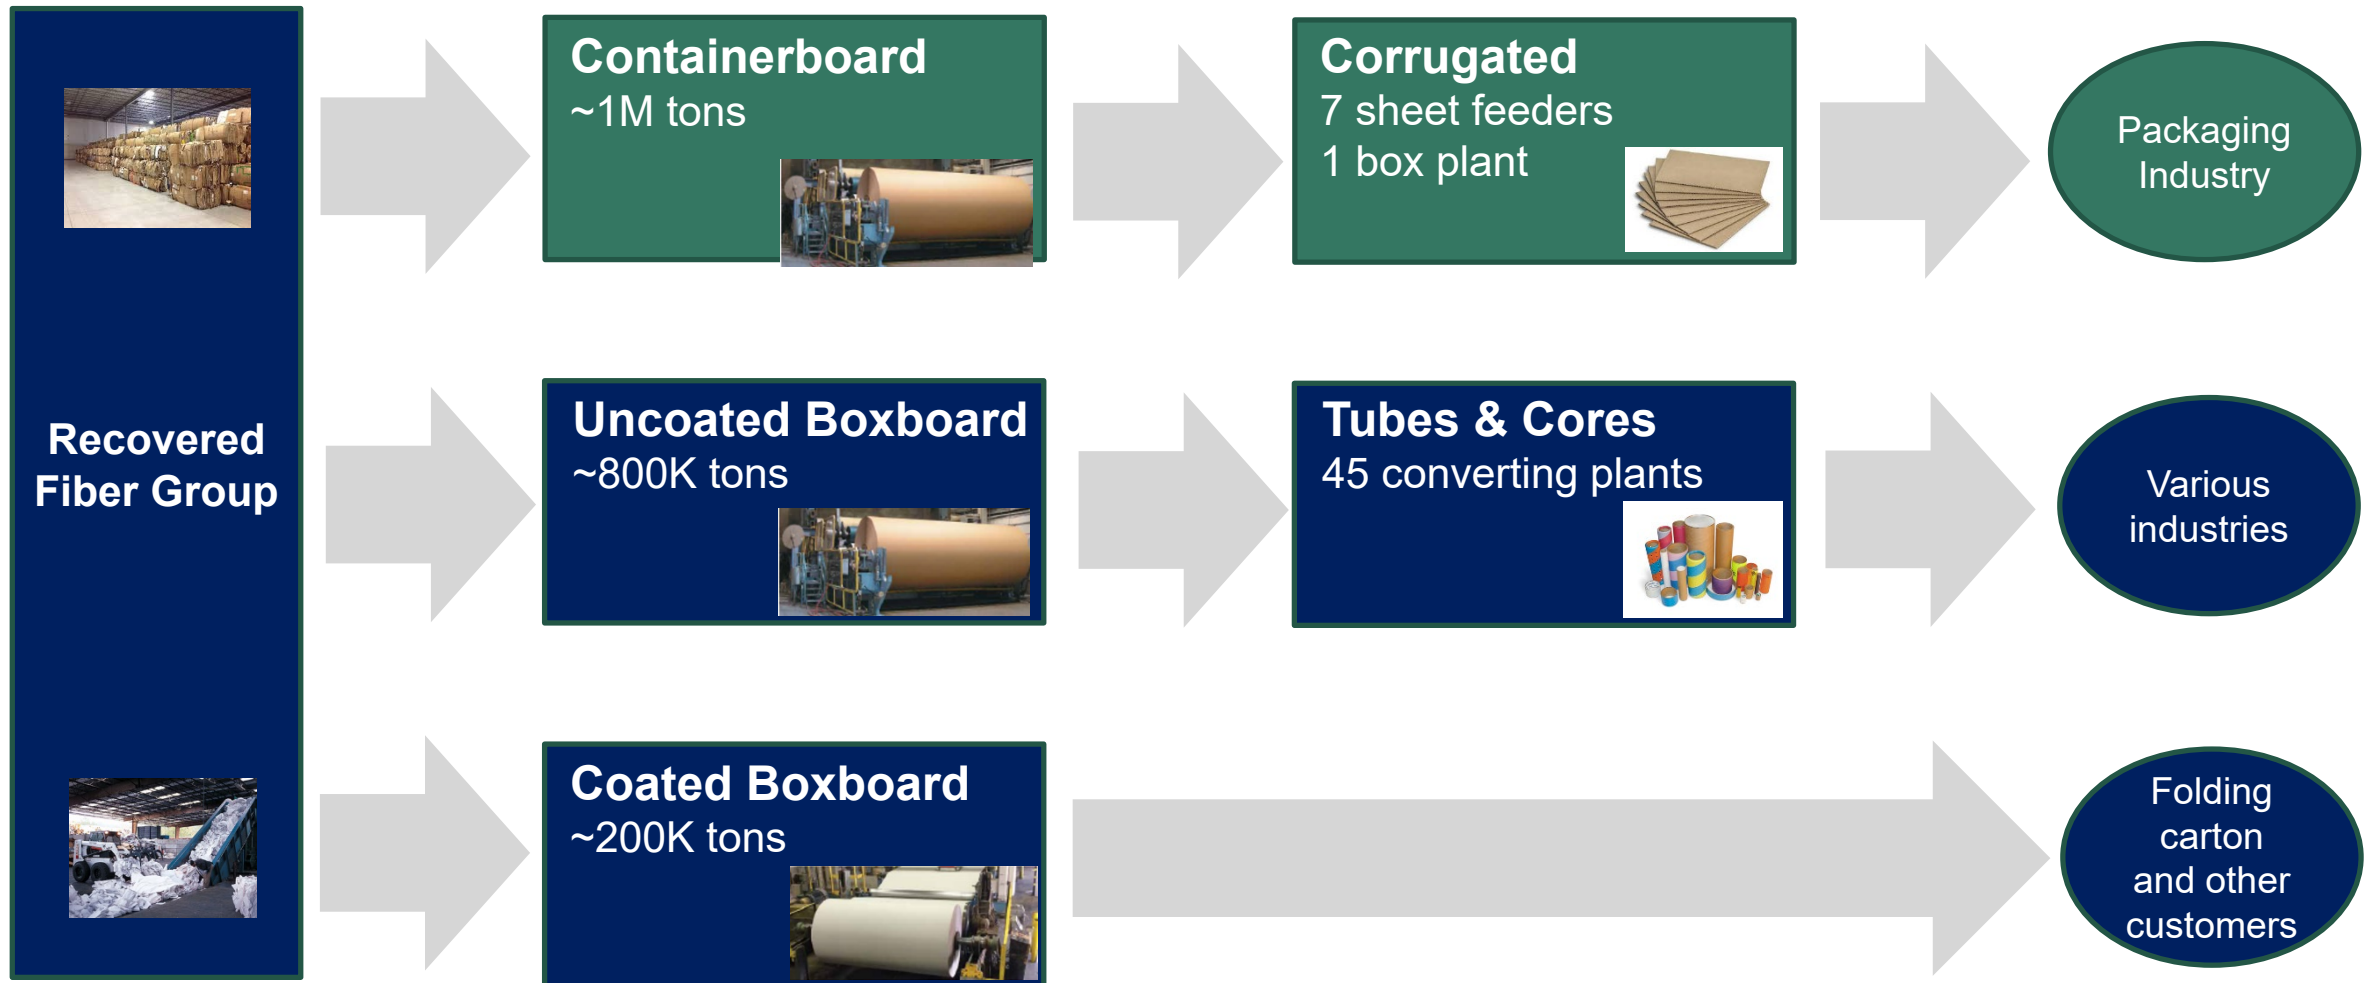 Recovered
Fiber Group
Containerboard
~1M tons
Corrugated
7 sheet feeders
1 box plant
Packaging
Industry
Uncoated Boxboard
~800K tons
Tubes & Cores
45 converting plants
Various
industries
Coated Boxboard
~200K tons
Folding
carton
and other
customers